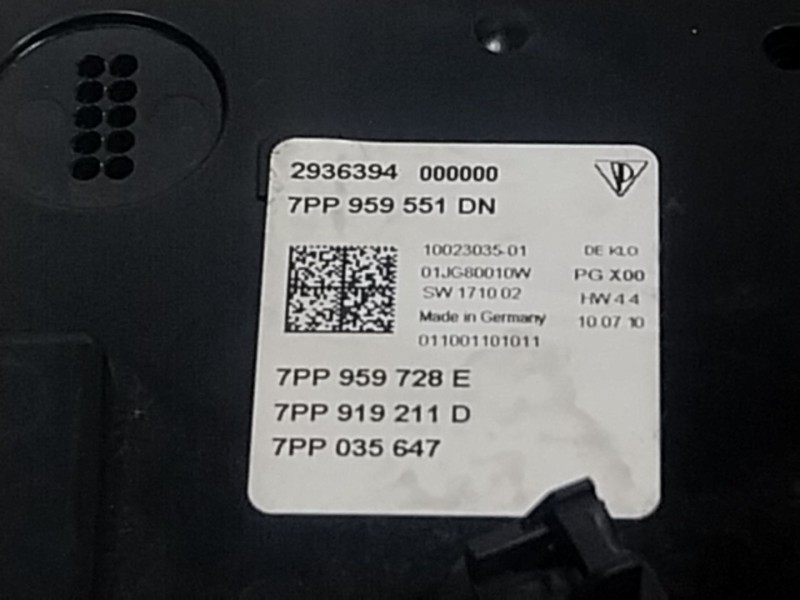 2936394 000000
7PP 959 551 DN
10023035-01 DE KLO
01JG80010W PG X00
SW 1710 02 HW 4.4
Made in Germany 10.07.10
011001101011
7PP 959 728 E
7PP 919 211 D
7PP 035 647